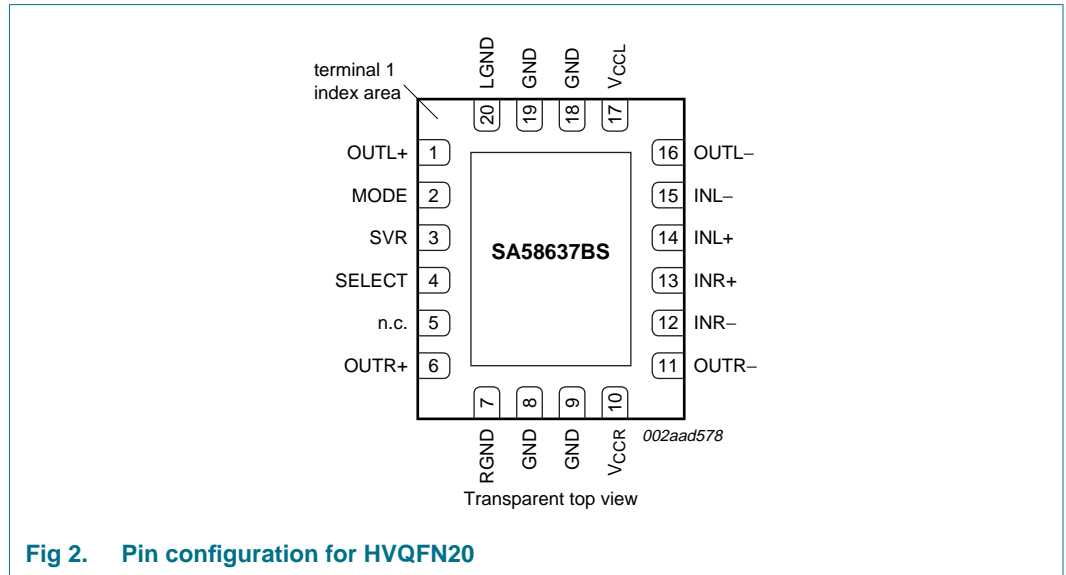 terminal 1
index area
20 LGND
19 GND
18 GND
17 VCCL
OUTL+ 1
MODE 2
SVR 3
SELECT 4
n.c. 5
OUTR+ 6
SA58637BS
16 OUTL−
15 INL−
14 INL+
13 INR+
12 INR−
11 OUTR−
7 RGND
8 GND
9 GND
10 VCCR
002aad578
Transparent top view
Fig 2. Pin configuration for HVQFN20